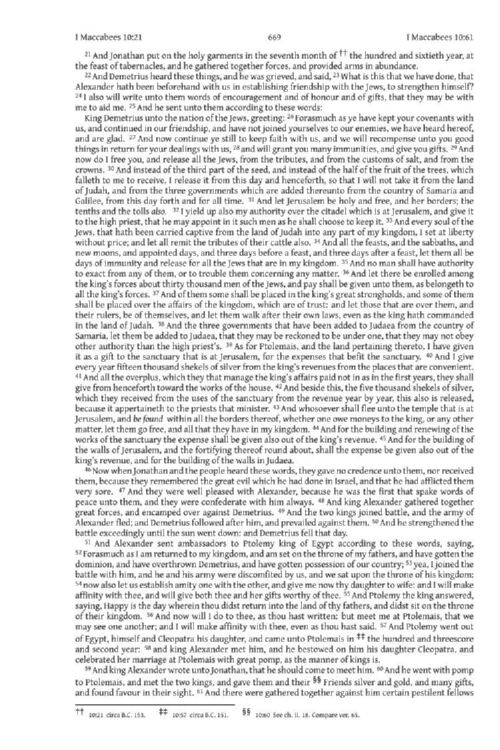 1 Maccabees 10:21 669 1 Maccabees 10:61
²¹ And Jonathan put on the holy garments in the seventh month of †† the hundred and sixtieth year, at
the feast of tabernacles, and he gathered together forces, and provided arms in abundance.
²² And Demetrius heard these things, and he was grieved, and said, ²³ What is this that we have done, that
Alexander hath been beforehand with us in establishing friendship with the Jews, to strengthen himself?
²⁴ I also will write unto them words of encouragement and of honour and of gifts, that they may be with
me to aid me. ²⁵ And he sent unto them according to these words:
King Demetrius unto the nation of the Jews, greeting: ²⁶ Forasmuch as ye have kept your covenants with
us, and continued in our friendship, and have not joined yourselves to our enemies, we have heard hereof,
and are glad. ²⁷ And now continue ye still to keep faith with us, and we will recompense unto you good
things in return for your dealings with us, ²⁸ and will grant you many immunities, and give you gifts. ²⁹ And
now do I free you, and release all the Jews, from the tributes, and from the customs of salt, and from the
crowns. ³⁰ And instead of the third part of the seed, and instead of the half of the fruit of the trees, which
falleth to me to receive, I release it from this day and henceforth, so that I will not take it from the land
of Judah, and from the three governments which are added thereunto from the country of Samaria and
Galilee, from this day forth and for all time. ³¹ And let Jerusalem be holy and free, and her borders; the
tenths and the tolls also. ³² I yield up also my authority over the citadel which is at Jerusalem, and give it
to the high priest, that he may appoint in it such men as he shall choose to keep it. ³³ And every soul of the
Jews, that hath been carried captive from the land of Judah into any part of my kingdom, I set at liberty
without price; and let all remit the tributes of their cattle also. ³⁴ And all the feasts, and the sabbaths, and
new moons, and appointed days, and three days before a feast, and three days after a feast, let them all be
days of immunity and release for all the Jews that are in my kingdom. ³⁵ And no man shall have authority
to exact from any of them, or to trouble them concerning any matter. ³⁶ And let there be enrolled among
the king's forces about thirty thousand men of the Jews, and pay shall be given unto them, as belongeth to
all the king's forces. ³⁷ And of them some shall be placed in the king's great strongholds, and some of them
shall be placed over the affairs of the kingdom, which are of trust: and let those that are over them, and
their rulers, be of themselves, and let them walk after their own laws, even as the king hath commanded
in the land of Judah. ³⁸ And the three governments that have been added to Judaea from the country of
Samaria, let them be added to Judaea, that they may be reckoned to be under one, that they may not obey
other authority than the high priest's. ³⁹ As for Ptolemais, and the land pertaining thereto, I have given
it as a gift to the sanctuary that is at Jerusalem, for the expenses that befit the sanctuary. ⁴⁰ And I give
every year fifteen thousand shekels of silver from the king's revenues from the places that are convenient.
⁴¹ And all the overplus, which they that manage the king's affairs paid not in as in the first years, they shall
give from henceforth toward the works of the house. ⁴² And beside this, the five thousand shekels of silver,
which they received from the uses of the sanctuary from the revenue year by year, this also is released,
because it appertaineth to the priests that minister. ⁴³ And whosoever shall flee unto the temple that is at
Jerusalem, and be found within all the borders thereof, whether one owe moneys to the king, or any other
matter, let them go free, and all that they have in my kingdom. ⁴⁴ And for the building and renewing of the
works of the sanctuary the expense shall be given also out of the king's revenue. ⁴⁵ And for the building of
the walls of Jerusalem, and the fortifying thereof round about, shall the expense be given also out of the
king's revenue, and for the building of the walls in Judaea.
⁴⁶ Now when Jonathan and the people heard these words, they gave no credence unto them, nor received
them, because they remembered the great evil which he had done in Israel, and that he had afflicted them
very sore. ⁴⁷ And they were well pleased with Alexander, because he was the first that spake words of
peace unto them, and they were confederate with him always. ⁴⁸ And king Alexander gathered together
great forces, and encamped over against Demetrius. ⁴⁹ And the two kings joined battle, and the army of
Alexander fled; and Demetrius followed after him, and prevailed against them. ⁵⁰ And he strengthened the
battle exceedingly until the sun went down: and Demetrius fell that day.
⁵¹ And Alexander sent ambassadors to Ptolemy king of Egypt according to these words, saying,
⁵² Forasmuch as I am returned to my kingdom, and am set on the throne of my fathers, and have gotten the
dominion, and have overthrown Demetrius, and have gotten possession of our country; ⁵³ yea, I joined the
battle with him, and he and his army were discomfited by us, and we sat upon the throne of his kingdom:
⁵⁴ now also let us establish amity one with the other, and give me now thy daughter to wife: and I will make
affinity with thee, and will give both thee and her gifts worthy of thee. ⁵⁵ And Ptolemy the king answered,
saying, Happy is the day wherein thou didst return into the land of thy fathers, and didst sit on the throne
of their kingdom. ⁵⁶ And now will I do to thee, as thou hast written: but meet me at Ptolemais, that we
may see one another; and I will make affinity with thee, even as thou hast said. ⁵⁷ And Ptolemy went out
of Egypt, himself and Cleopatra his daughter, and came unto Ptolemais in ‡‡ the hundred and threescore
and second year: ⁵⁸ and king Alexander met him, and he bestowed on him his daughter Cleopatra, and
celebrated her marriage at Ptolemais with great pomp, as the manner of kings is.
⁵⁹ And king Alexander wrote unto Jonathan, that he should come to meet him. ⁶⁰ And he went with pomp
to Ptolemais, and met the two kings, and gave them and their §§ Friends silver and gold, and many gifts,
and found favour in their sight. ⁶¹ And there were gathered together against him certain pestilent fellows
†† 10:21 circa B.C. 153. ‡‡ 10:57 circa B.C. 151. §§ 10:60 See ch. ii. 18. Compare ver. 65.